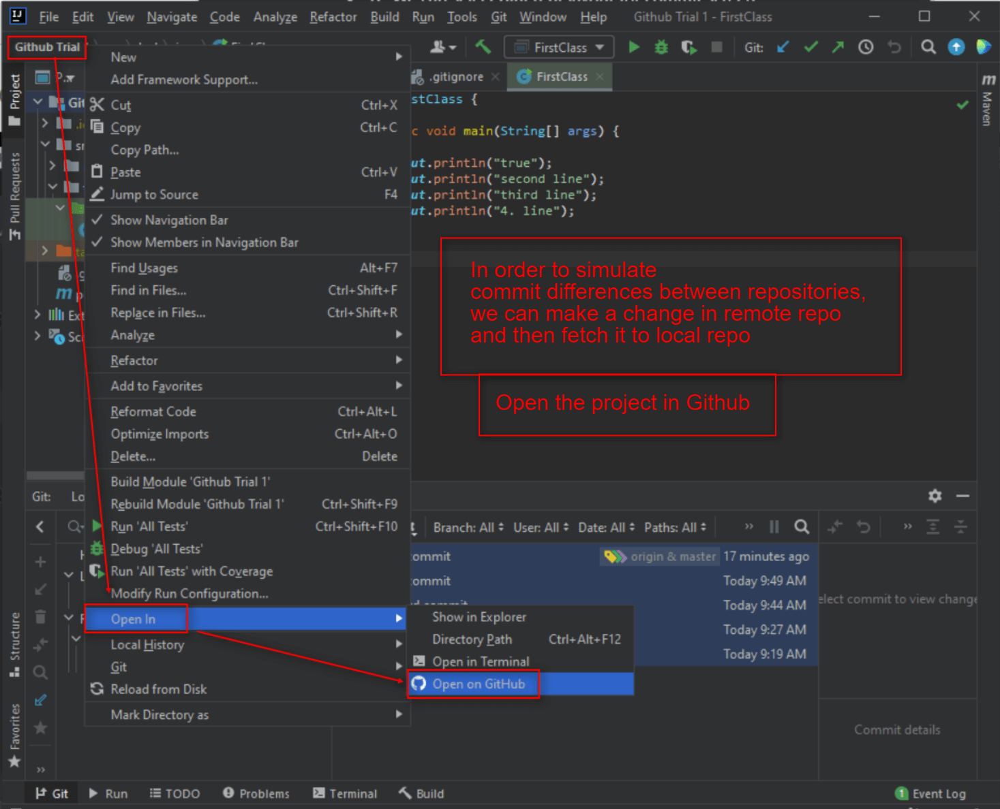 File Edit View Navigate Code Analyze Refactor Build Run Tools Git Window Help Github Trial 1 - FirstClass
Github Trial
FirstClass
Git:
New
Add Framework Support...
Cut Ctrl+X
Copy Ctrl+C
Copy Path...
Paste Ctrl+V
Jump to Source F4
Show Navigation Bar
Show Members in Navigation Bar
Find Usages Alt+F7
Find in Files... Ctrl+Shift+F
Replace in Files... Ctrl+Shift+R
Analyze
Refactor
Add to Favorites
Reformat Code Ctrl+Alt+L
Optimize Imports Ctrl+Alt+O
Delete... Delete
Build Module 'Github Trial 1'
Rebuild Module 'Github Trial 1' Ctrl+Shift+F9
Run 'All Tests' Ctrl+Shift+F10
Debug 'All Tests'
Run 'All Tests' with Coverage
Modify Run Configuration...
Open In
Local History
Git
Reload from Disk
Mark Directory as
Show in Explorer
Directory Path Ctrl+Alt+F12
Open in Terminal
Open on GitHub
Project
Pull Requests
Structure
Favorites
Maven
.gitignore
FirstClass
stClass {
c void main(String[] args) {
ut.println("true");
ut.println("second line");
ut.println("third line");
ut.println("4. line");
In order to simulate
commit differences between repositories,
we can make a change in remote repo
and then fetch it to local repo
Open the project in Github
Git:
Branch: All User: All Date: All Paths: All
ommit origin & master 17 minutes ago
ommit Today 9:49 AM
Today 9:44 AM
Today 9:27 AM
Today 9:19 AM
elect commit to view change
Commit details
Git Run TODO Problems Terminal Build
1 Event Log